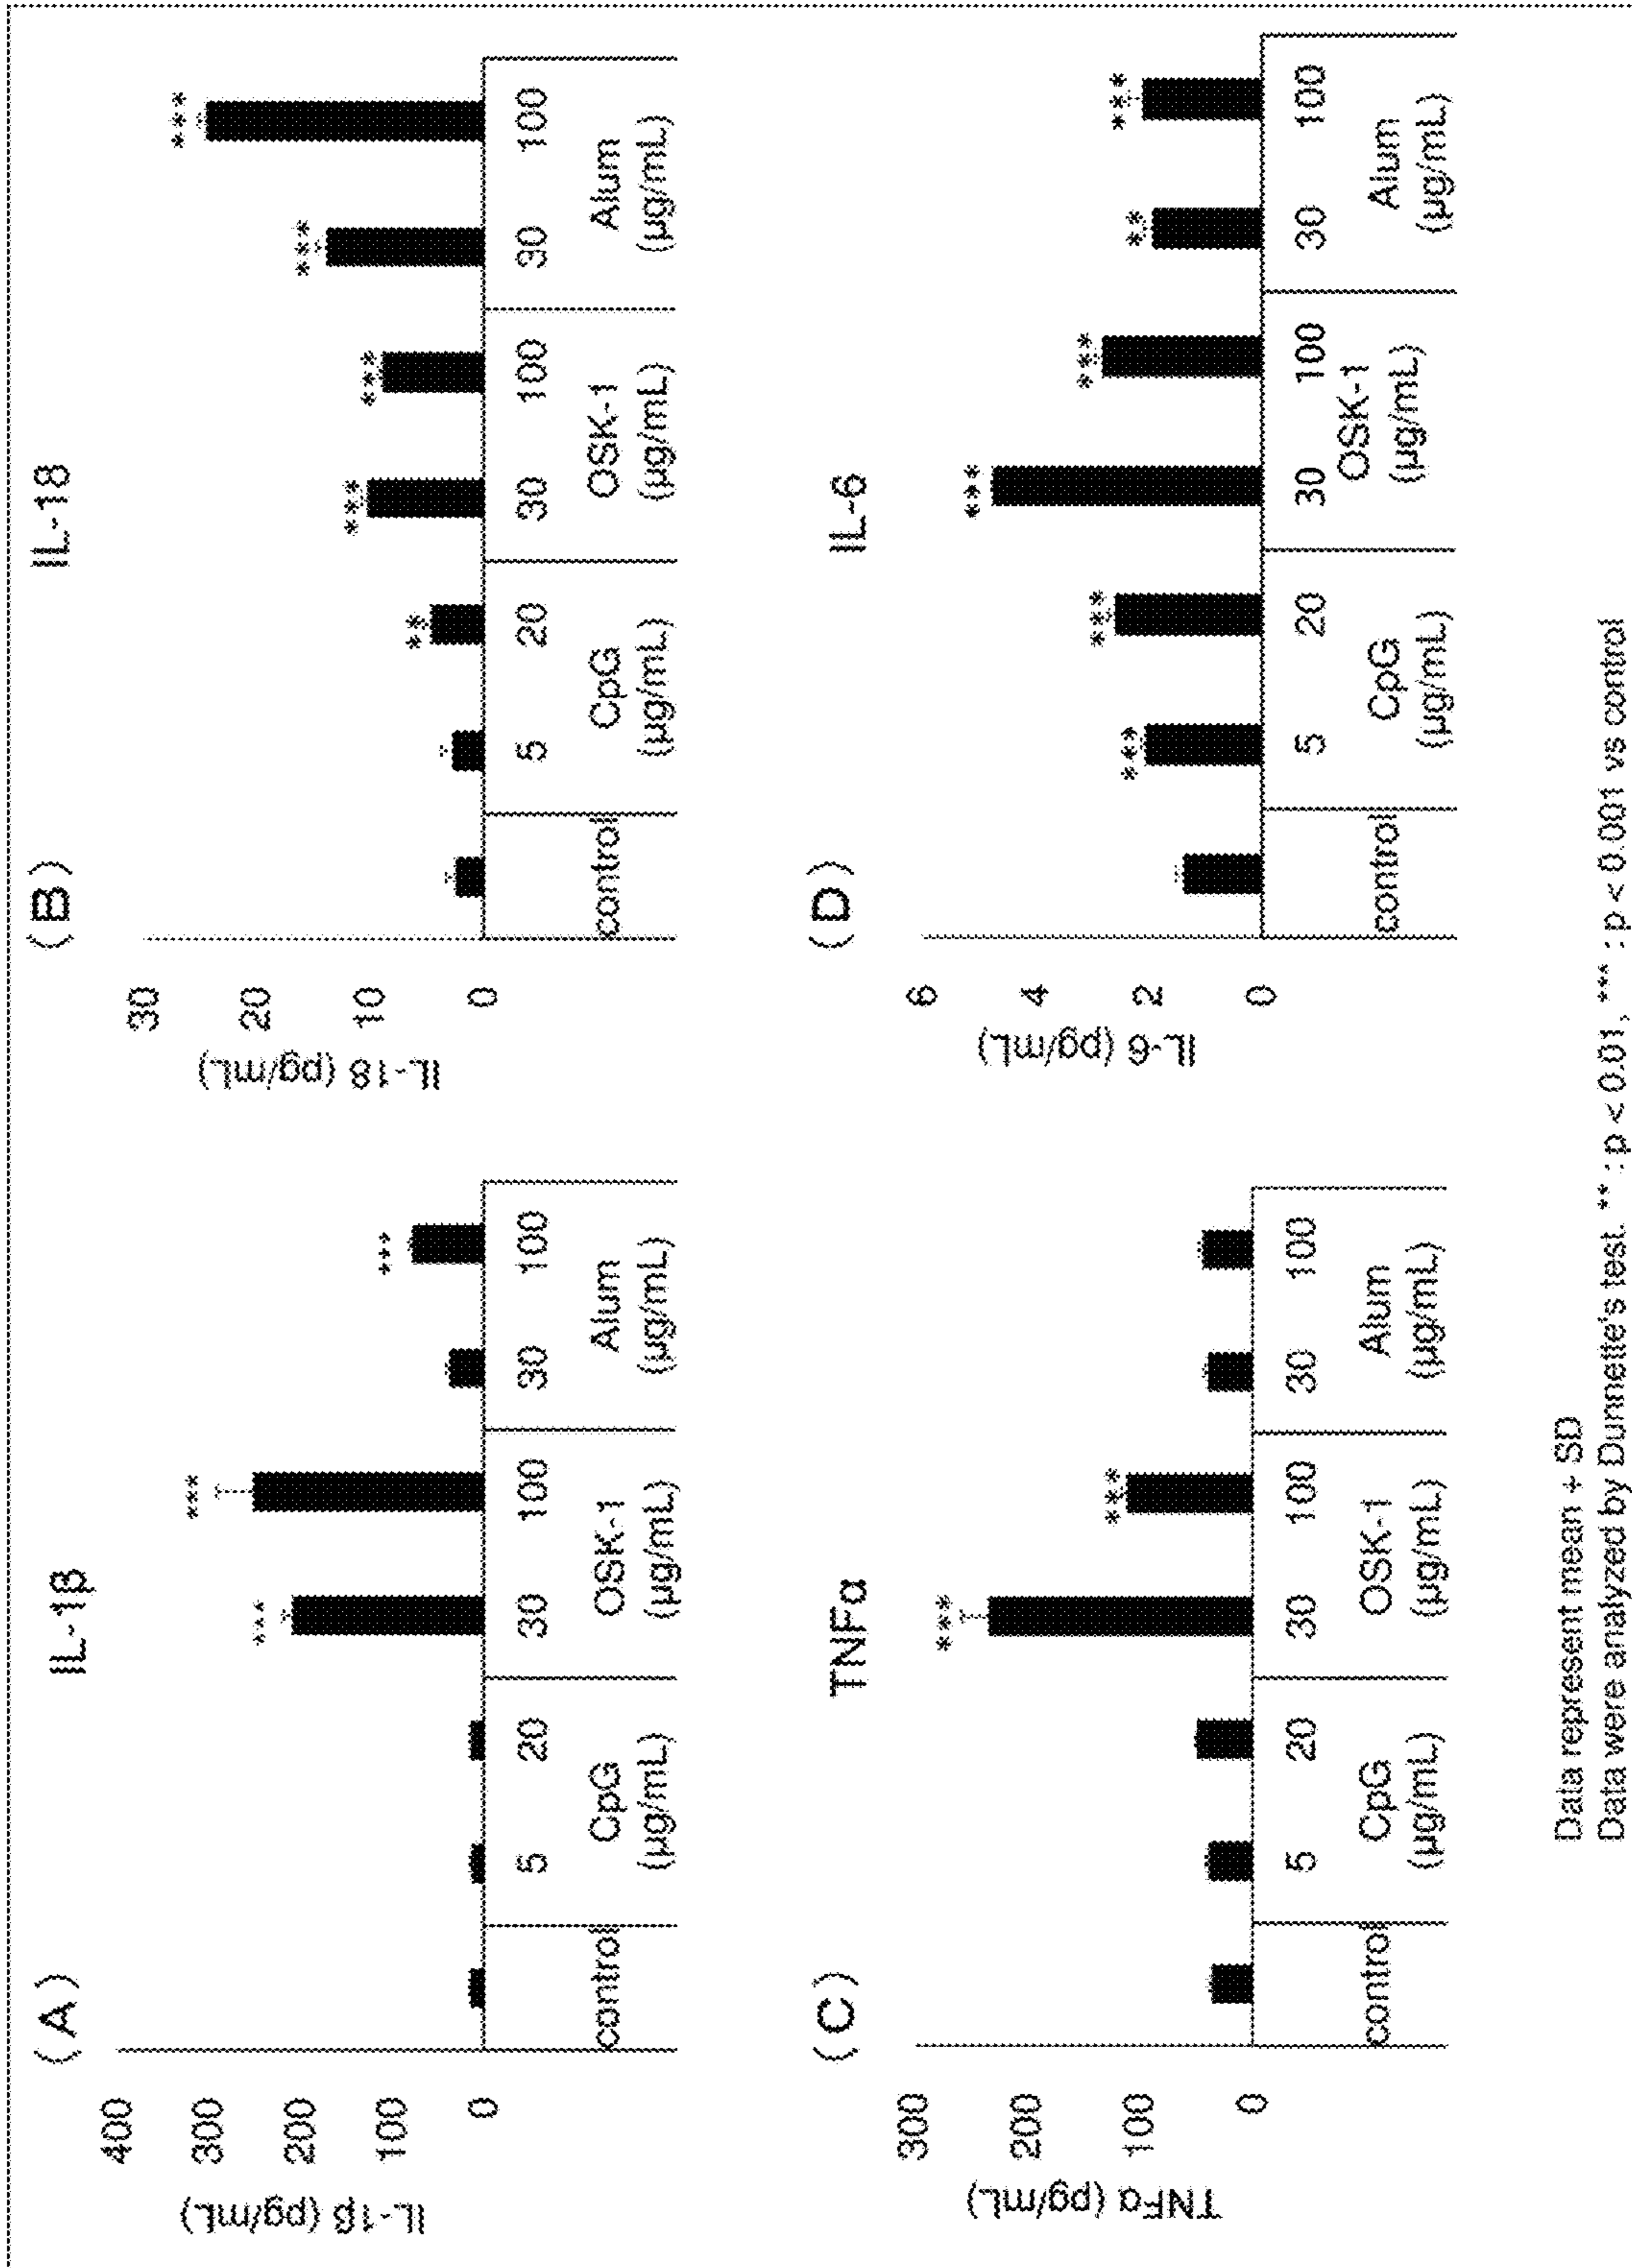 (A)
IL-1β
IL-1β (pg/mL)
400
300
200
100
0
***
***
***
control
5
20
30
100
30
100
CpG
OSK-1
Alum
(μg/mL)
(μg/mL)
(μg/mL)
(B)
IL-18
IL-18 (pg/mL)
30
20
10
0
**
***
***
***
***
control
5
20
30
100
30
100
CpG
OSK-1
Alum
(μg/mL)
(μg/mL)
(μg/mL)
(C)
TNFα
TNFα (pg/mL)
300
200
100
0
***
***
control
5
20
30
100
30
100
CpG
OSK-1
Alum
(μg/mL)
(μg/mL)
(μg/mL)
(D)
IL-6
IL-6 (pg/mL)
6
4
2
0
***
***
***
***
**
***
control
5
20
30
100
30
100
CpG
OSK-1
Alum
(μg/mL)
(μg/mL)
(μg/mL)
Data represent mean + SD
Data were analyzed by Dunnette's test. ** : p < 0.01, *** : p < 0.001 vs control